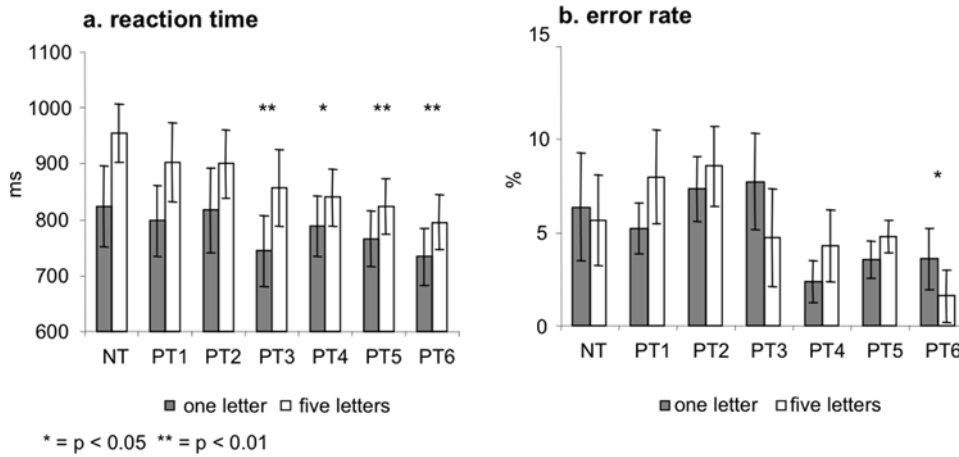 a. reaction time
1100
1000
900
800
700
600
ms
** * ** **
NT PT1 PT2 PT3 PT4 PT5 PT6
one letter five letters
* = p < 0.05 ** = p < 0.01
b. error rate
15
10
5
0
%
*
NT PT1 PT2 PT3 PT4 PT5 PT6
one letter five letters